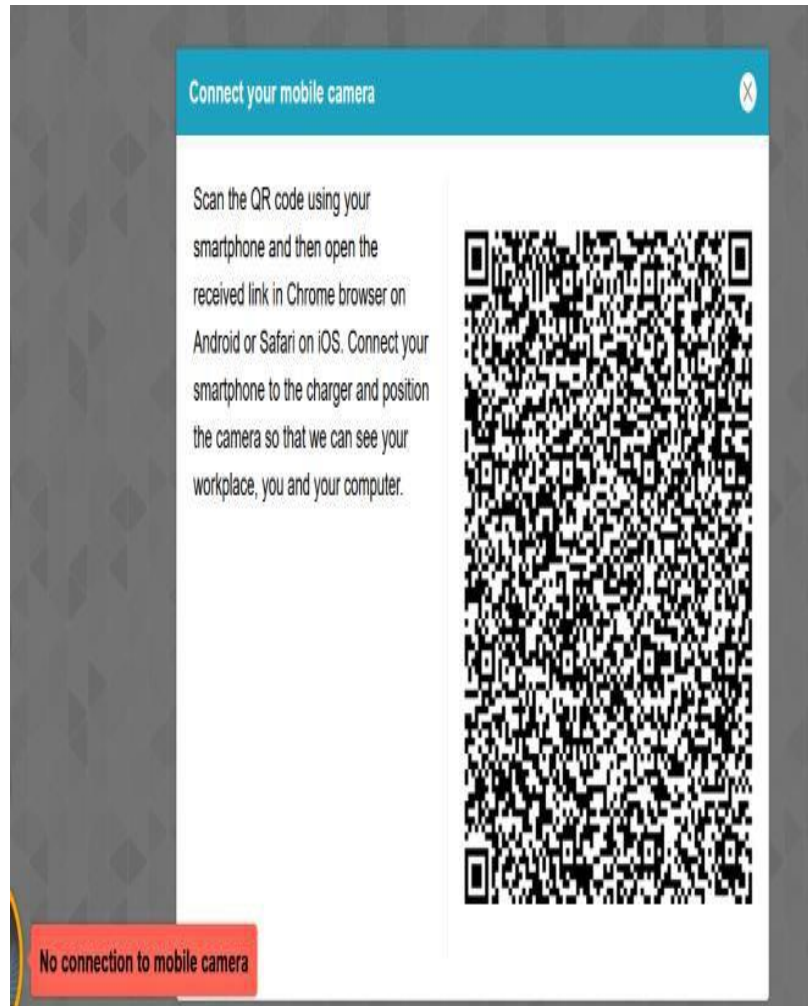 Connect your mobile camera
Scan the QR code using your
smartphone and then open the
received link in Chrome browser on
Android or Safari on iOS. Connect your
smartphone to the charger and position
the camera so that we can see your
workplace, you and your computer.
No connection to mobile camera